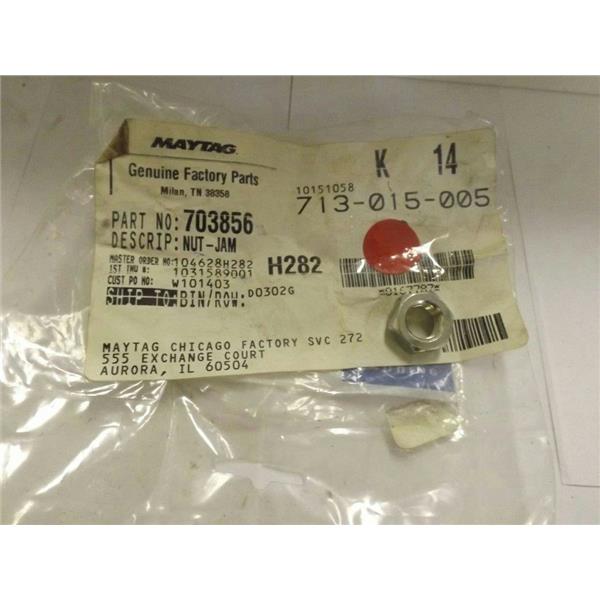 MAYTAG
Genuine Factory Parts
Milan, TN 38358
K 14
10151058
713-015-005
PART NO: 703856
DESCRIP: NUT-JAM
MASTER ORDER NO: 104628H282
1ST THU #: 1031589001
H282
CUST PO NO: W101403
SHIP TO: BIN/ROW: D0302G
*0167787*
MAYTAG CHICAGO FACTORY SVC 272
555 EXCHANGE COURT
AURORA, IL 60504